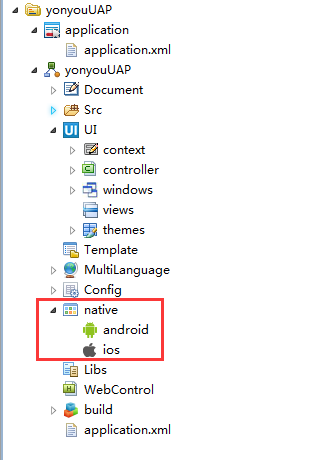 yonyouUAP
application
application.xml
yonyouUAP
Document
Src
UI
context
controller
windows
views
themes
Template
MultiLanguage
Config
native
android
ios
Libs
WebControl
build
application.xml